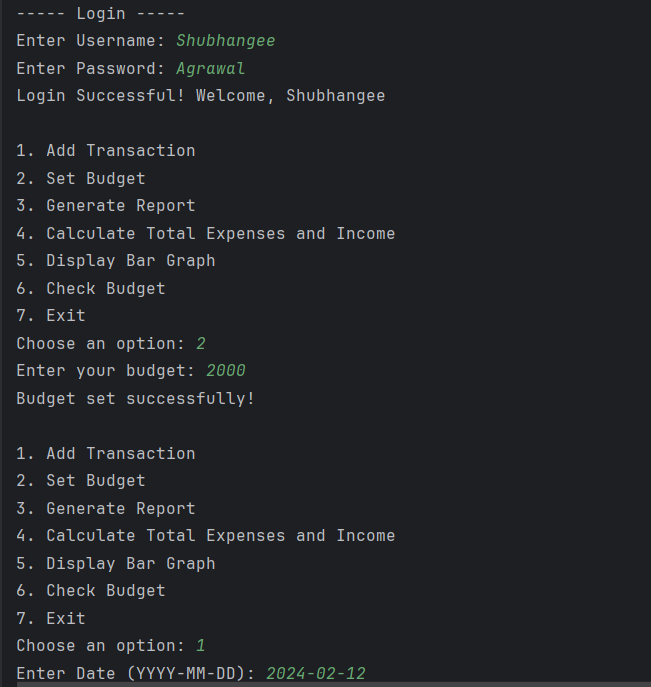 ----- Login -----
Enter Username: Shubhangee
Enter Password: Agrawal
Login Successful! Welcome, Shubhangee
1. Add Transaction
2. Set Budget
3. Generate Report
4. Calculate Total Expenses and Income
5. Display Bar Graph
6. Check Budget
7. Exit
Choose an option: 2
Enter your budget: 2000
Budget set successfully!
1. Add Transaction
2. Set Budget
3. Generate Report
4. Calculate Total Expenses and Income
5. Display Bar Graph
6. Check Budget
7. Exit
Choose an option: 1
Enter Date (YYYY-MM-DD): 2024-02-12